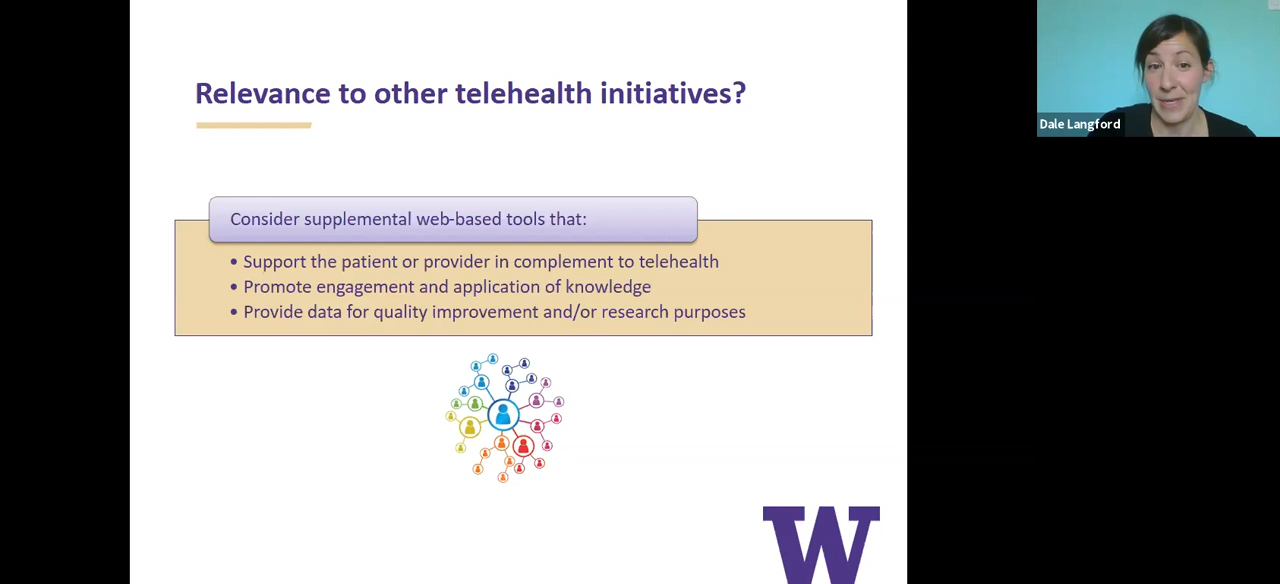 Relevance to other telehealth initiatives?
Consider supplemental web-based tools that:
• Support the patient or provider in complement to telehealth
• Promote engagement and application of knowledge
• Provide data for quality improvement and/or research purposes
W
Dale Langford